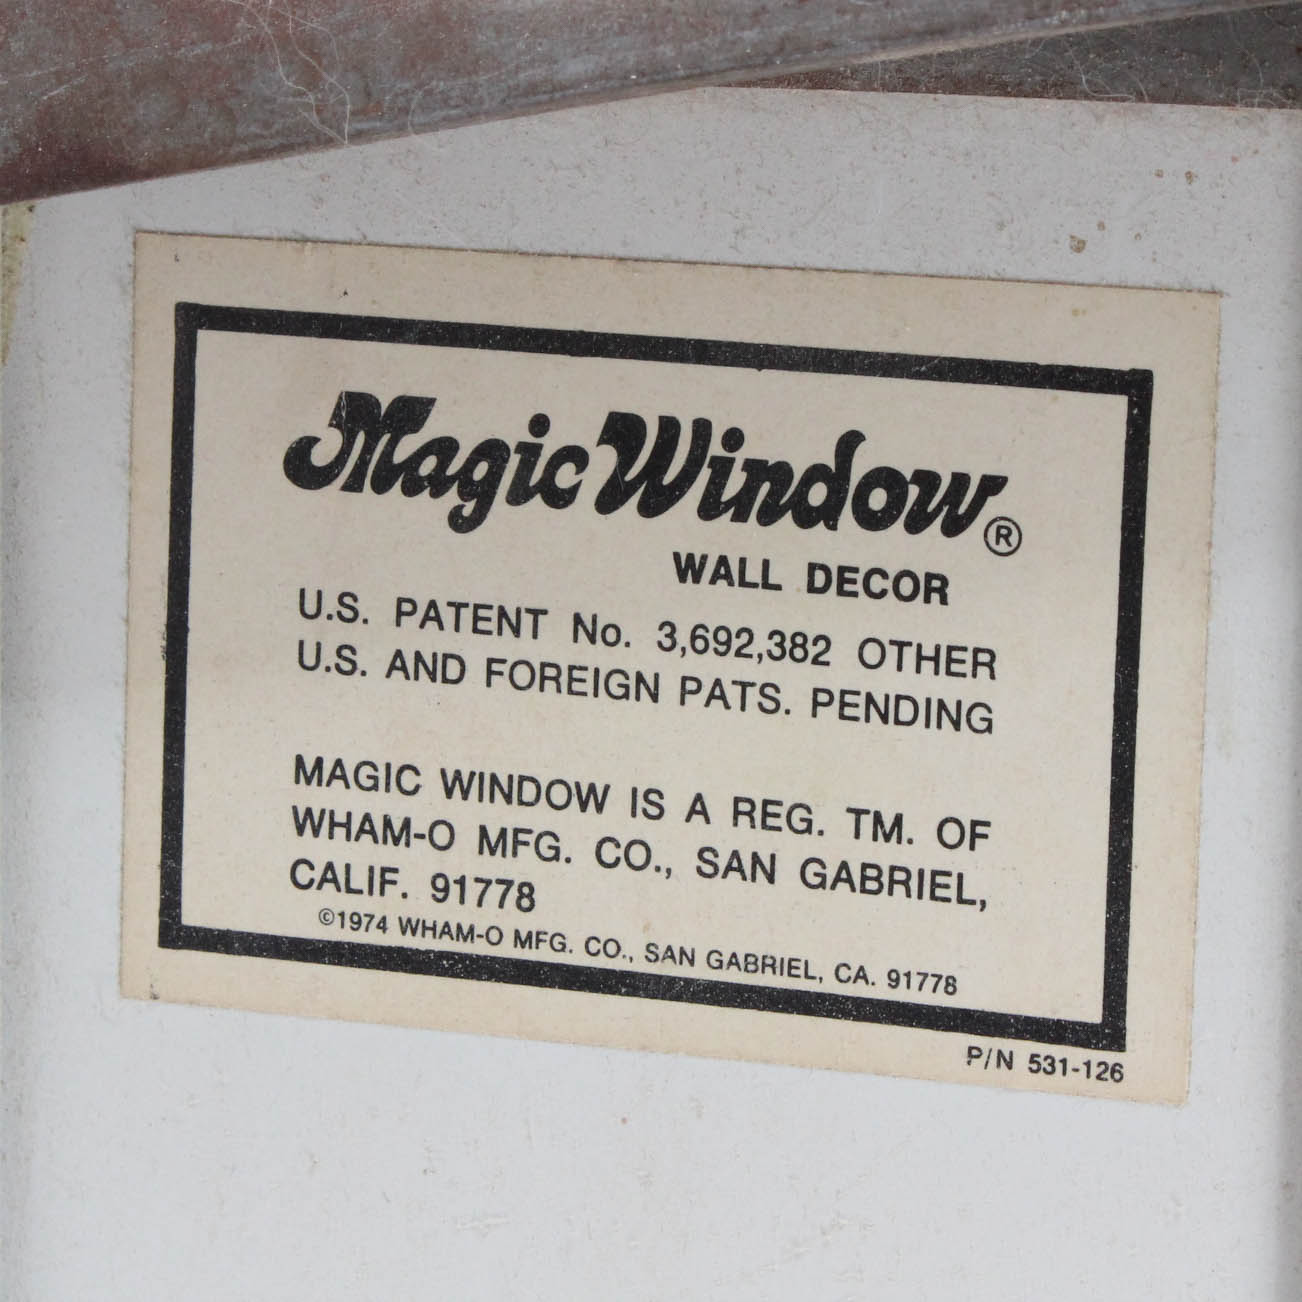 Magic Window®
WALL DECOR
U.S. PATENT No. 3,692,382 OTHER
U.S. AND FOREIGN PATS. PENDING
MAGIC WINDOW IS A REG. TM. OF
WHAM-O MFG. CO., SAN GABRIEL,
CALIF. 91778
©1974 WHAM-O MFG. CO., SAN GABRIEL, CA. 91778
P/N 531-126